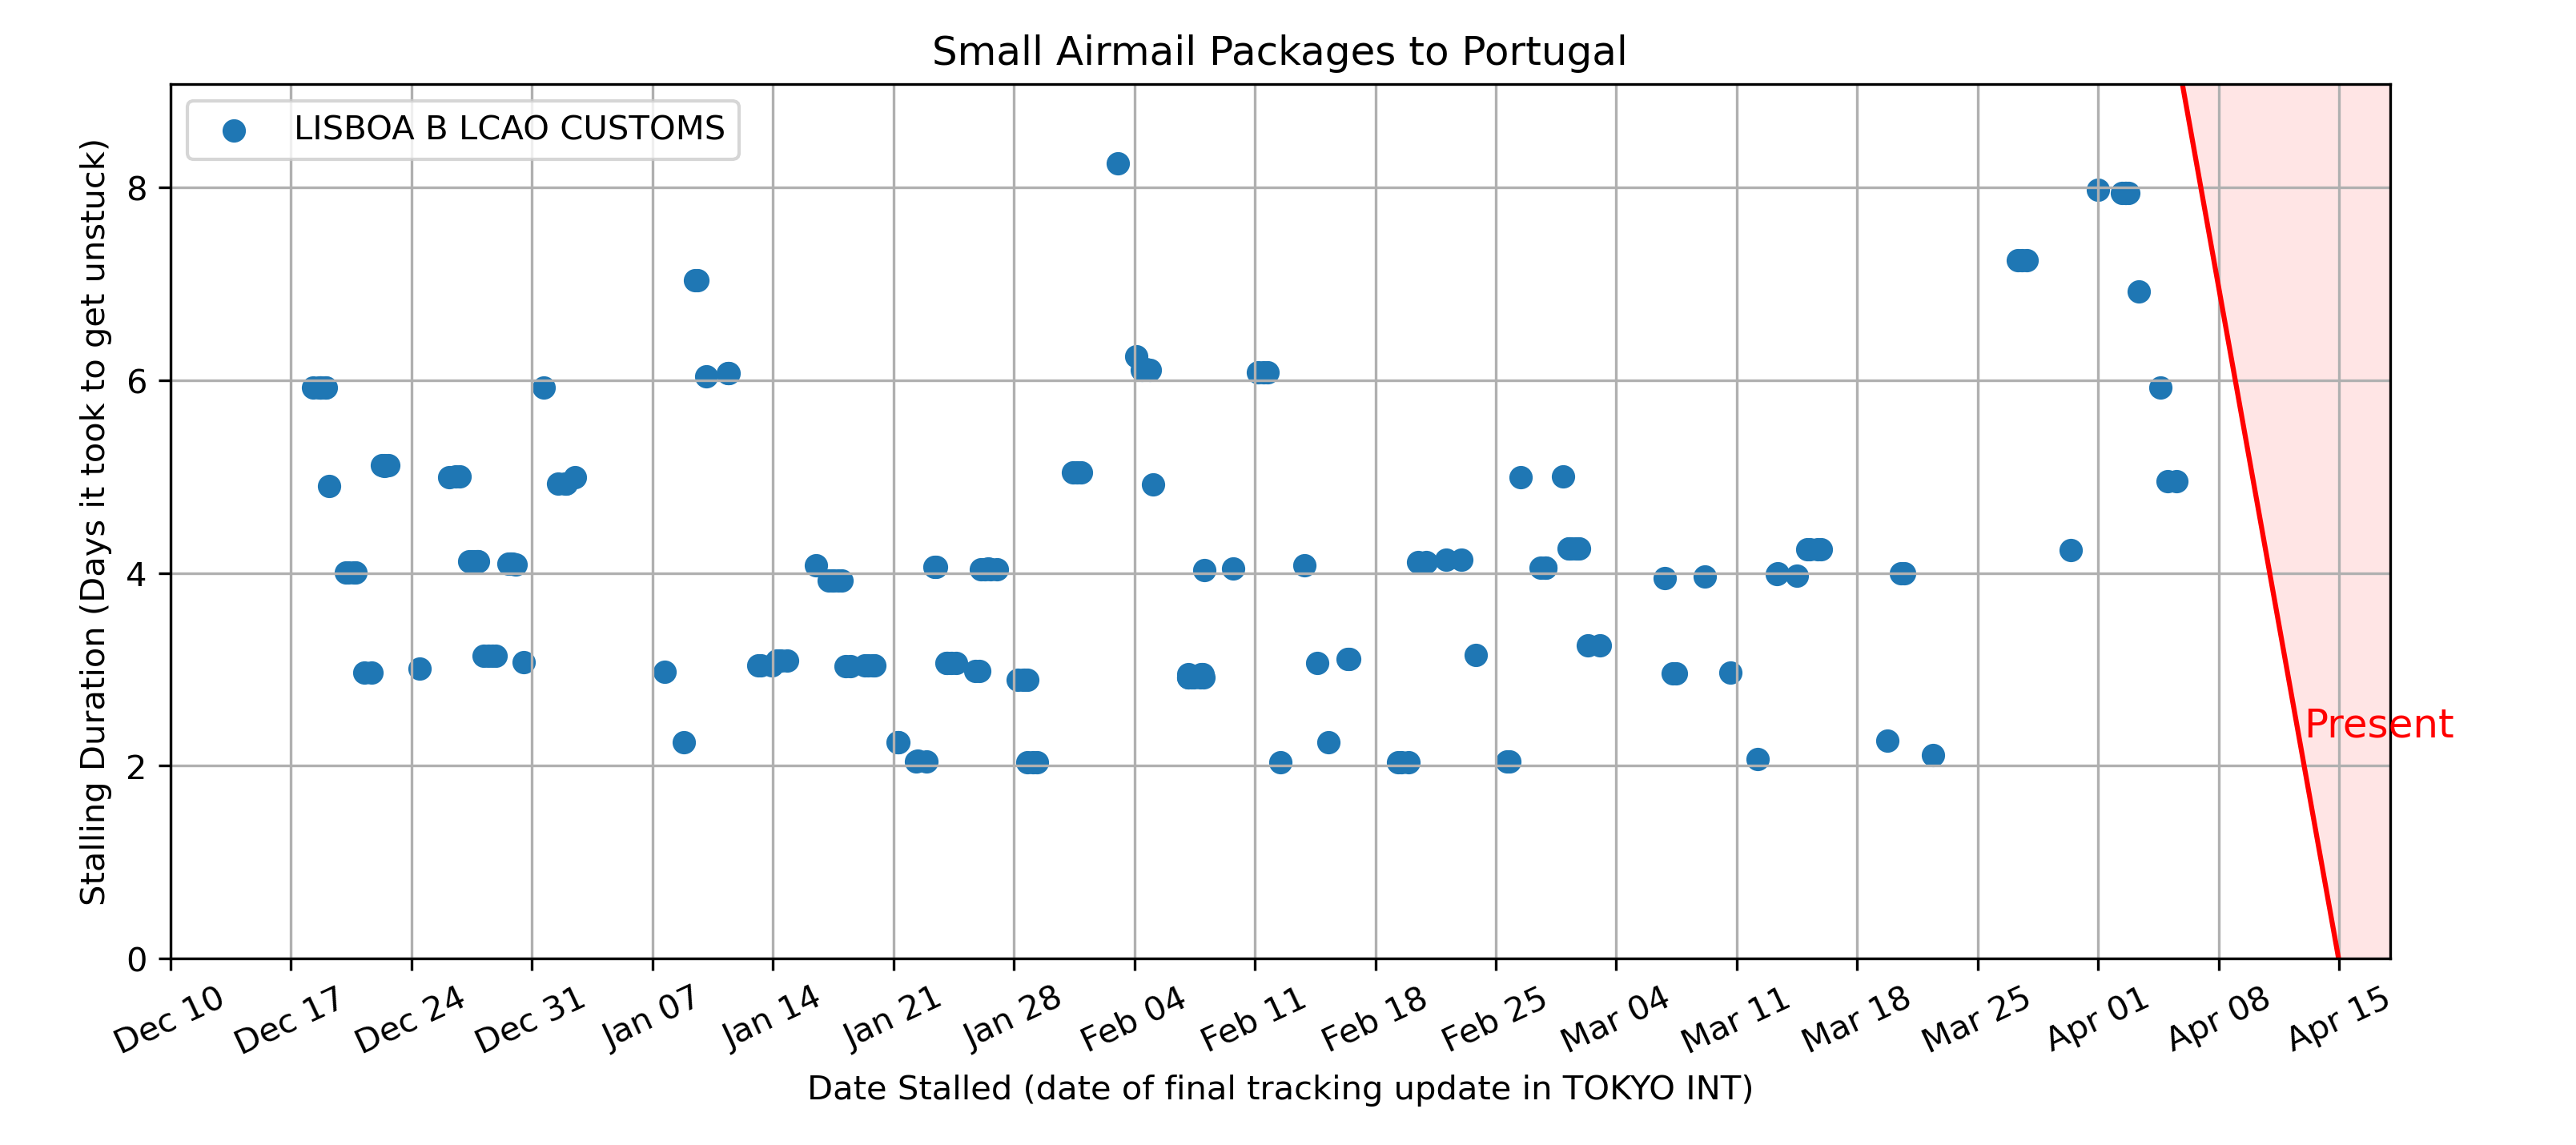 Small Airmail Packages to Portugal
LISBOA B LCAO CUSTOMS
Stalling Duration (Days it took to get unstuck)
8
6
4
2
0
Present
Dec 10
Dec 17
Dec 24
Dec 31
Jan 07
Jan 14
Jan 21
Jan 28
Feb 04
Feb 11
Feb 18
Feb 25
Mar 04
Mar 11
Mar 18
Mar 25
Apr 01
Apr 08
Apr 15
Date Stalled (date of final tracking update in TOKYO INT)